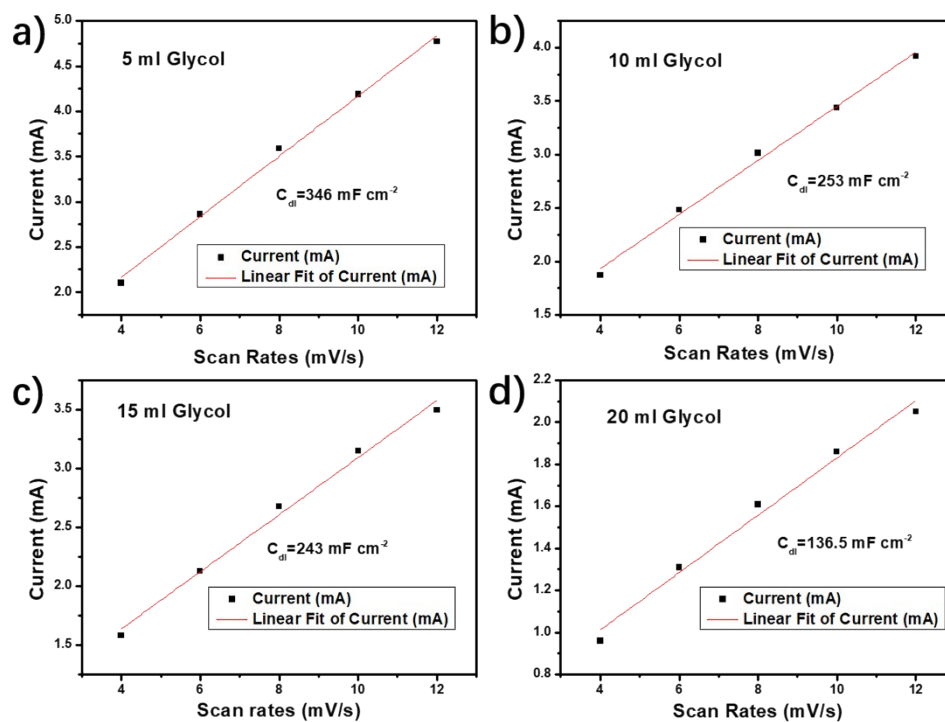 a)
5 ml Glycol
5.0
4.5
4.0
3.5
3.0
2.5
2.0
Current (mA)
C_dl=346 mF cm⁻²
Current (mA)
Linear Fit of Current (mA)
4 6 8 10 12
Scan Rates (mV/s)
b)
10 ml Glycol
4.0
3.5
3.0
2.5
2.0
1.5
Current (mA)
C_dl=253 mF cm⁻²
Current (mA)
Linear Fit of Current (mA)
4 6 8 10 12
Scan Rates (mV/s)
c)
15 ml Glycol
3.5
3.0
2.5
2.0
1.5
Current (mA)
C_dl=243 mF cm⁻²
Current (mA)
Linear Fit of Current (mA)
4 6 8 10 12
Scan rates (mV/s)
d)
20 ml Glycol
2.2
2.0
1.8
1.6
1.4
1.2
1.0
0.8
Current (mA)
C_dl=136.5 mF cm⁻²
Current (mA)
Linear Fit of Current (mA)
4 6 8 10 12
Scan Rates (mV/s)